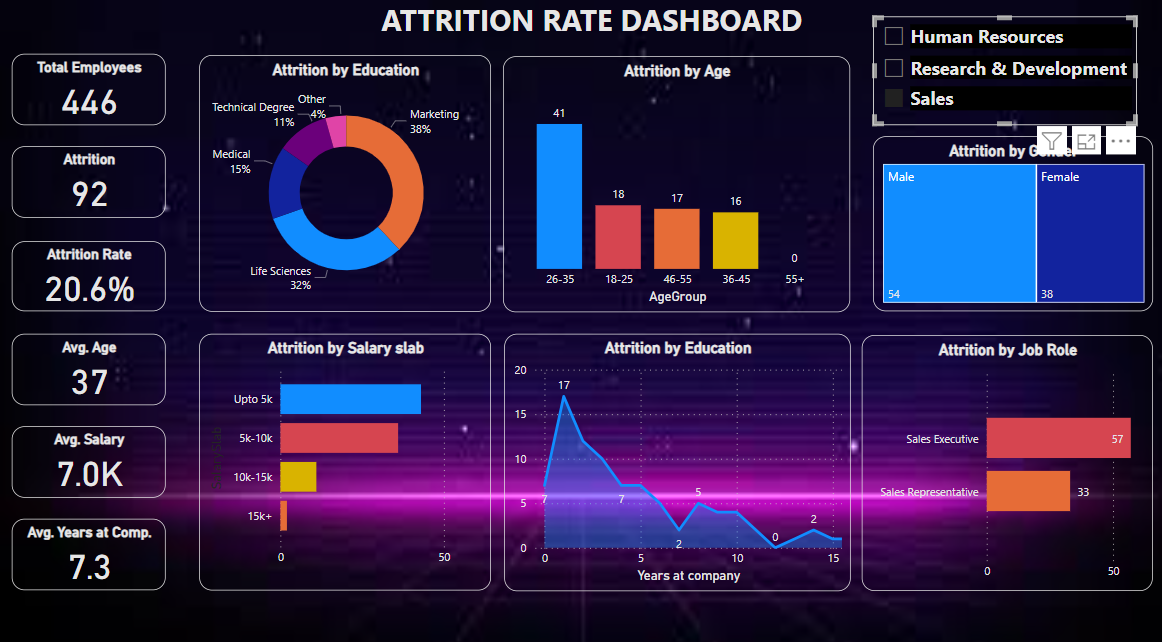 ATTRITION RATE DASHBOARD
Human Resources
Research & Development
Sales
Total Employees
446
Attrition
92
Attrition Rate
20.6%
Avg. Age
37
Avg. Salary
7.0K
Avg. Years at Comp.
7.3
Attrition by Education
Other
4%
Technical Degree
11%
Marketing
38%
Medical
15%
Life Sciences
32%
Attrition by Age
41
18
17
16
0
26-35
18-25
46-55
36-45
55+
AgeGroup
Attrition by Gender
Male
Female
54
38
Attrition by Salary slab
Upto 5k
5k-10k
10k-15k
15k+
0
50
Attrition by Education
20
15
10
5
0
17
7
7
2
5
0
2
0
5
10
15
Years at company
Attrition by Job Role
Sales Executive
57
Sales Representative
33
0
50